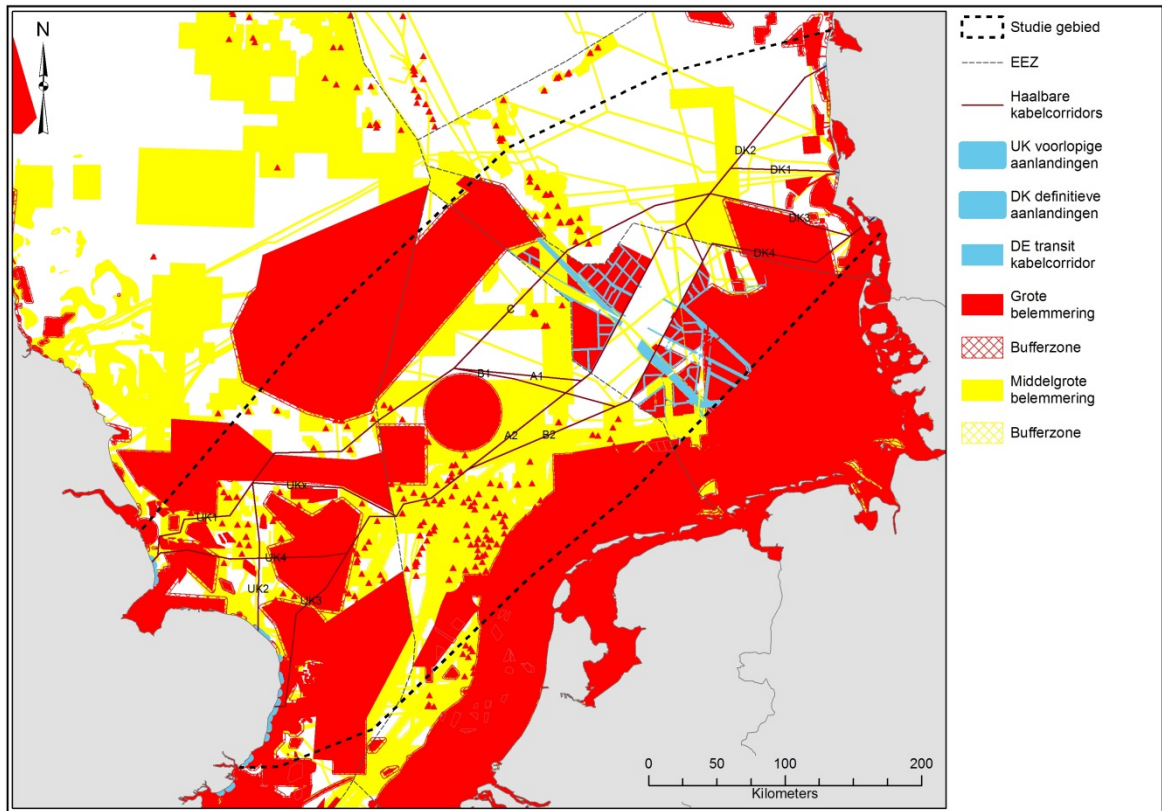 N
Studie gebied
EEZ
Haalbare
kabelcorridors
UK voorlopige
aanlandingen
DK definitieve
aanlandingen
DE transit
kabelcorridor
Grote
belemmering
Bufferzone
Middelgrote
belemmering
Bufferzone
DK2
DK1
DK3
DK4
C
B1
A1
A2
B2
UKx
UK1
UK4
UK2
UK3
0 50 100 200
Kilometers